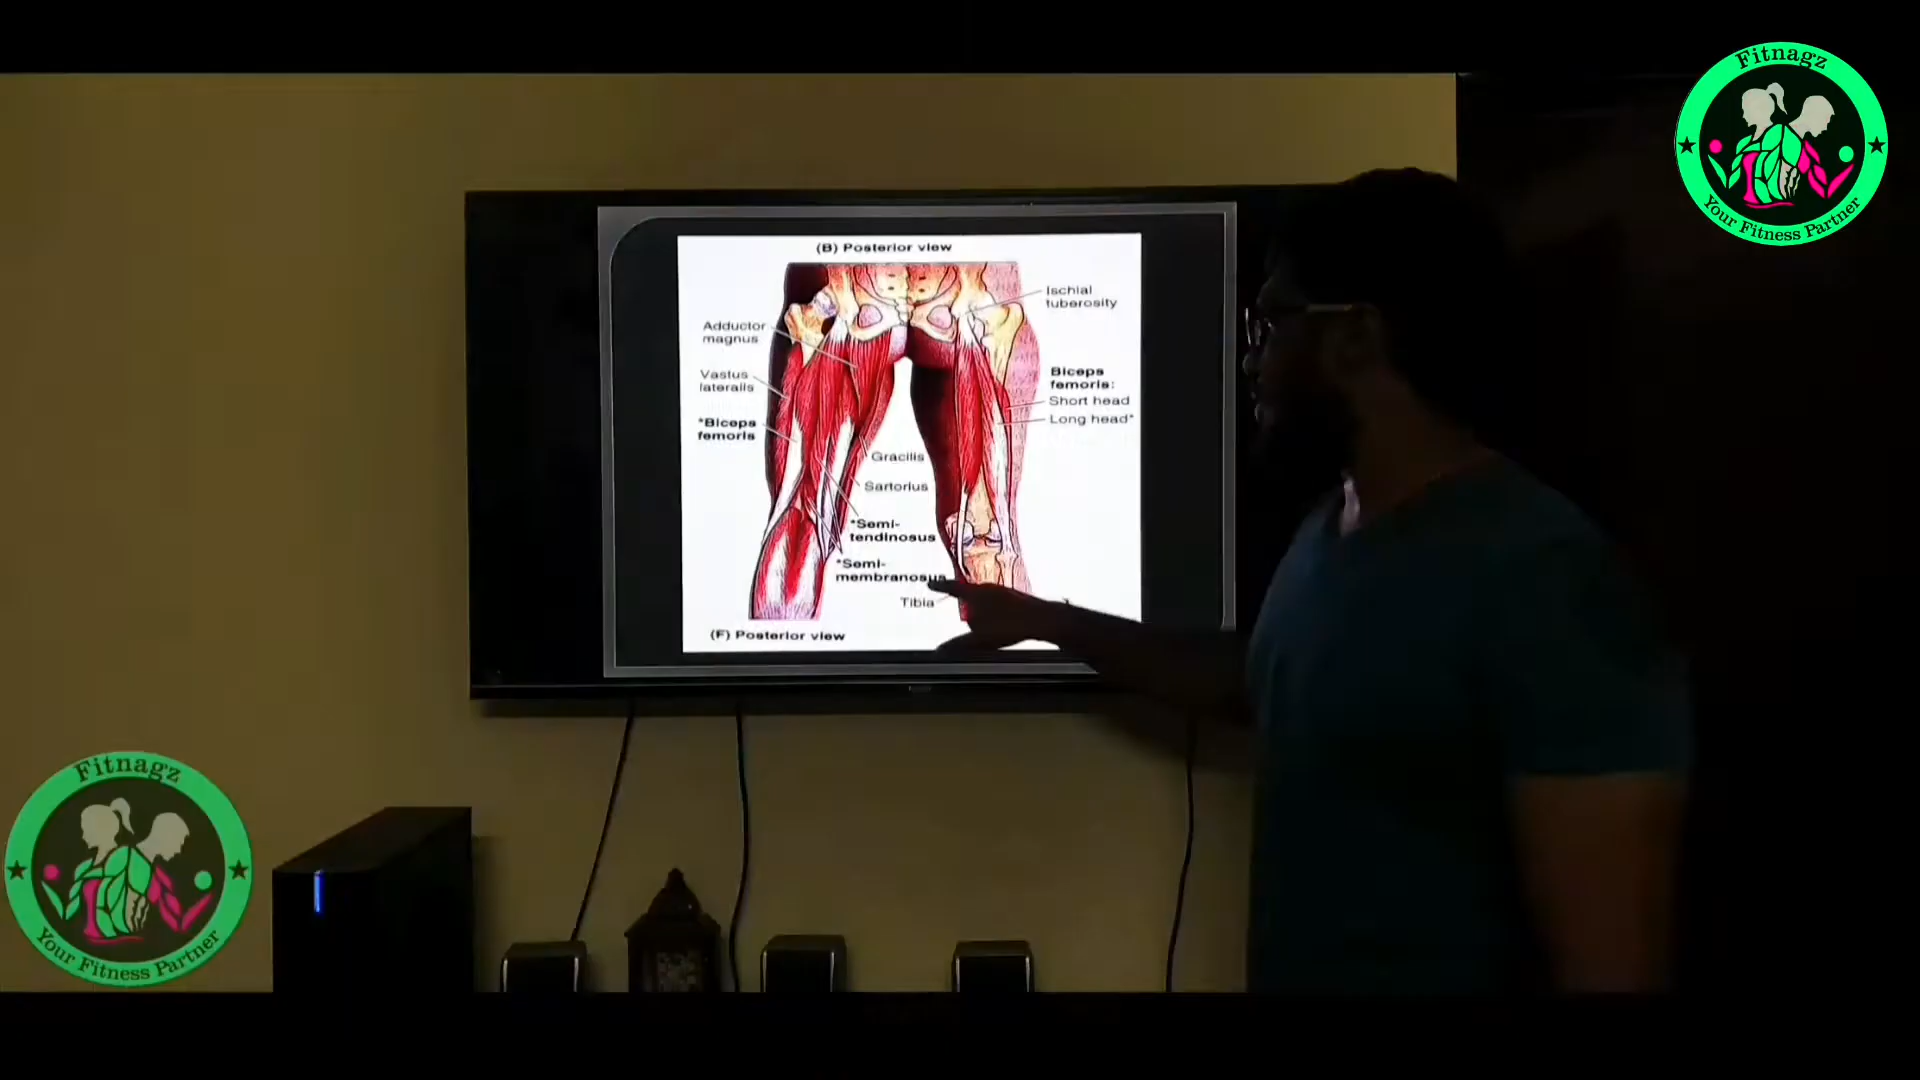 Fitnagz
Your Fitness Partner
(B) Posterior view
Ischial
tuberosity
Adductor
magnus
Vastus
lateralis
*Biceps
femoris
Biceps
femoris:
Short head
Long head*
Gracilis
Sartorius
*Semi-
tendinosus
*Semi-
membranosus
Tibia
(F) Posterior view
Fitnagz
Your Fitness Partner